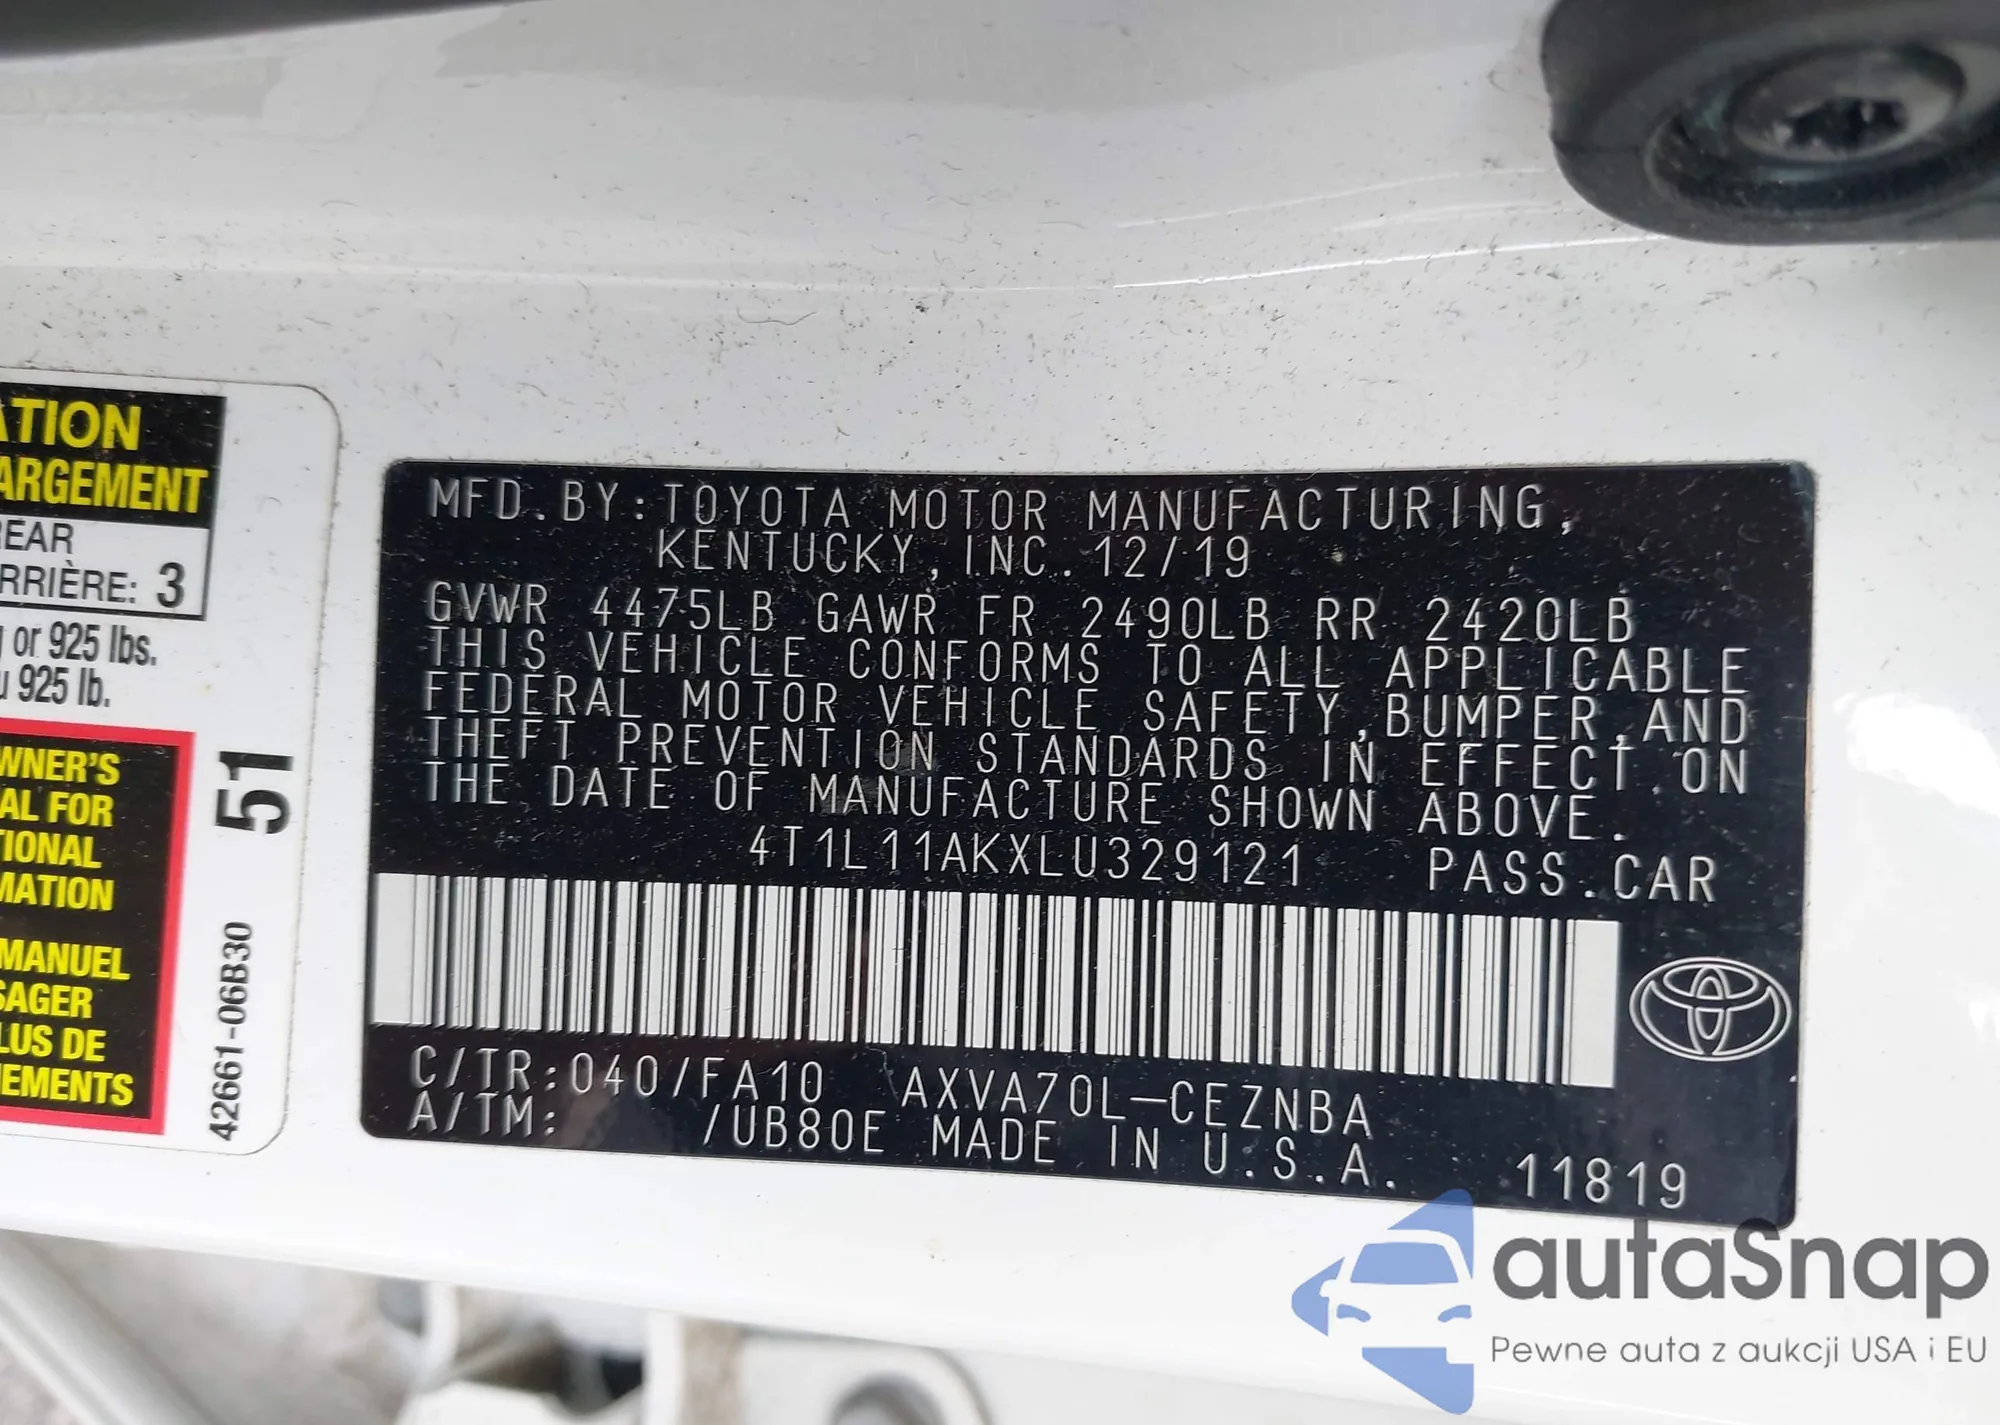 ATION
ARGEMENT
REAR
RRIÈRE: 3
or 925 lbs.
925 lb.
WNER'S
AL FOR
TIONAL
MATION
MANUEL
SAGER
LUS DE
NEMENTS
51
42661-06B30
MFD. BY: TOYOTA MOTOR MANUFACTURING,
KENTUCKY, INC. 12/19
GVWR 4475LB GAWR FR 2490LB RR 2420LB
THIS VEHICLE CONFORMS TO ALL APPLICABLE
FEDERAL MOTOR VEHICLE SAFETY, BUMPER, AND
THEFT PREVENTION STANDARDS IN EFFECT ON
THE DATE OF MANUFACTURE SHOWN ABOVE.
4T1L11AKXLU329121 PASS. CAR
C/TR: 040/FA10 AXVA70L-CEZNBA
A/TM: /UB80E MADE IN U.S.A. 11819
autaSnap
Pewne auta z aukcji USA i EU